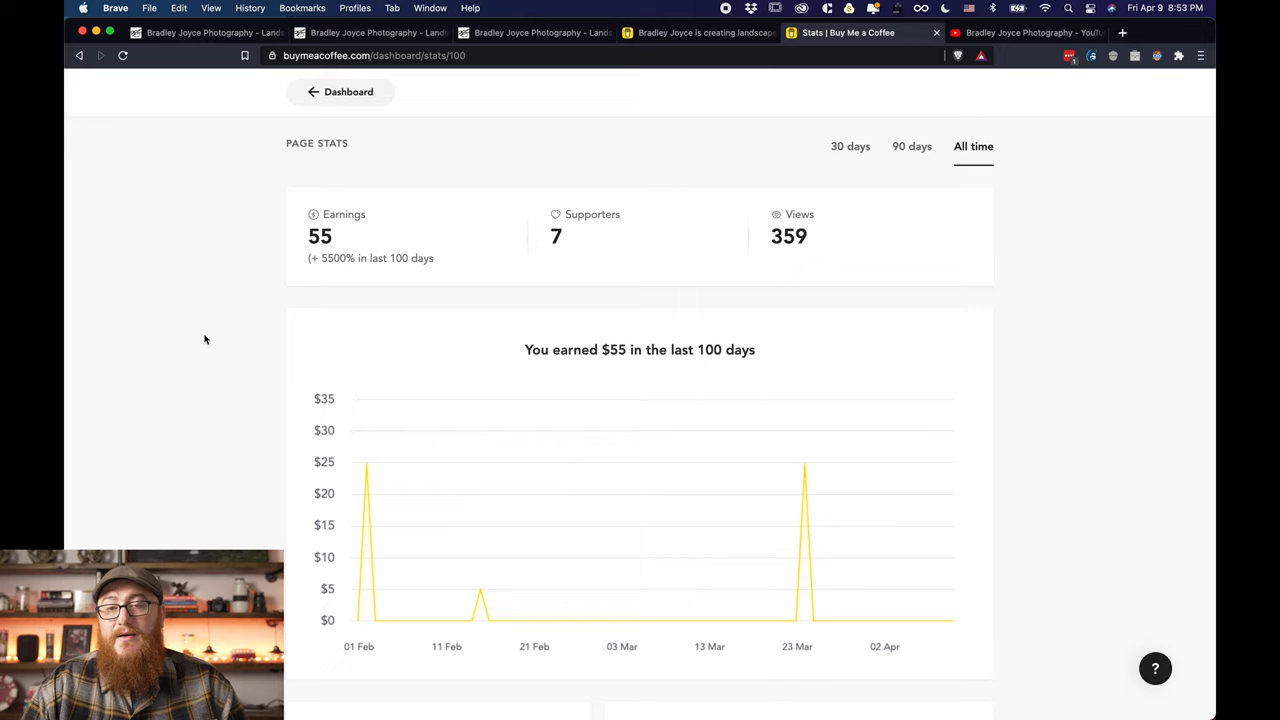 Brave File Edit View History Bookmarks Profiles Tab Window Help Fri Apr 9 8:53 PM
Bradley Joyce Photography - Lands Bradley Joyce Photography - Lands Bradley Joyce Photography - Lands Bradley Joyce is creating landscape Stats | Buy Me a Coffee Bradley Joyce Photography - YouTu
buymeacoffee.com/dashboard/stats/100
Dashboard
PAGE STATS 30 days 90 days All time
Earnings Supporters Views
55 7 359
(+ 5500% in last 100 days
You earned $55 in the last 100 days
$35
$30
$25
$20
$15
$10
$5
$0
01 Feb 11 Feb 21 Feb 03 Mar 13 Mar 23 Mar 02 Apr
?